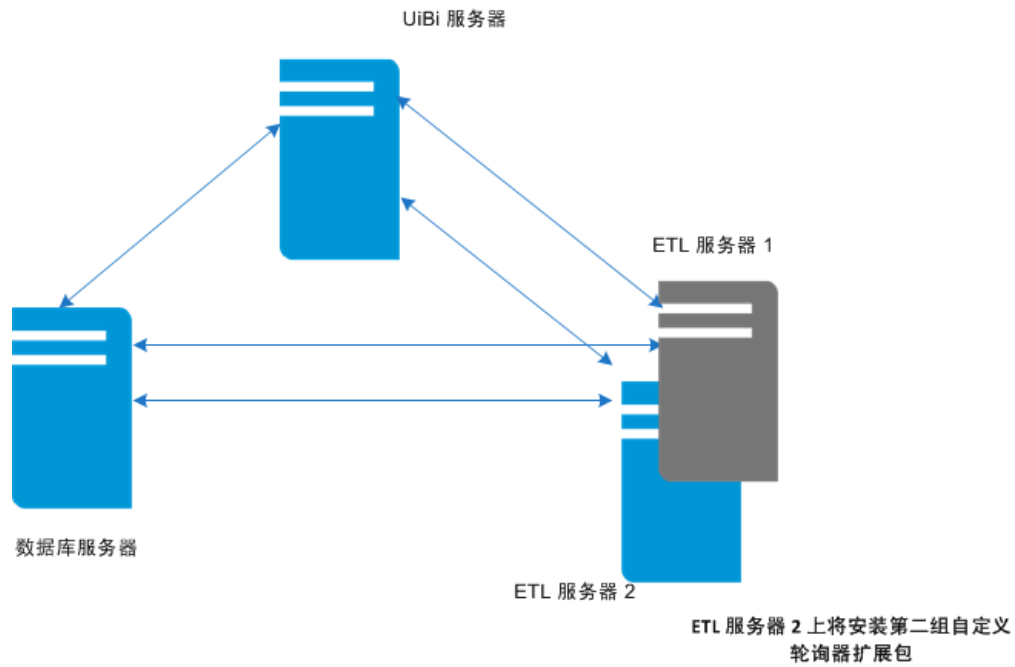 UiBi 服务器
ETL 服务器 1
数据库服务器
ETL 服务器 2
ETL 服务器 2 上将安装第二组自定义
轮询器扩展包